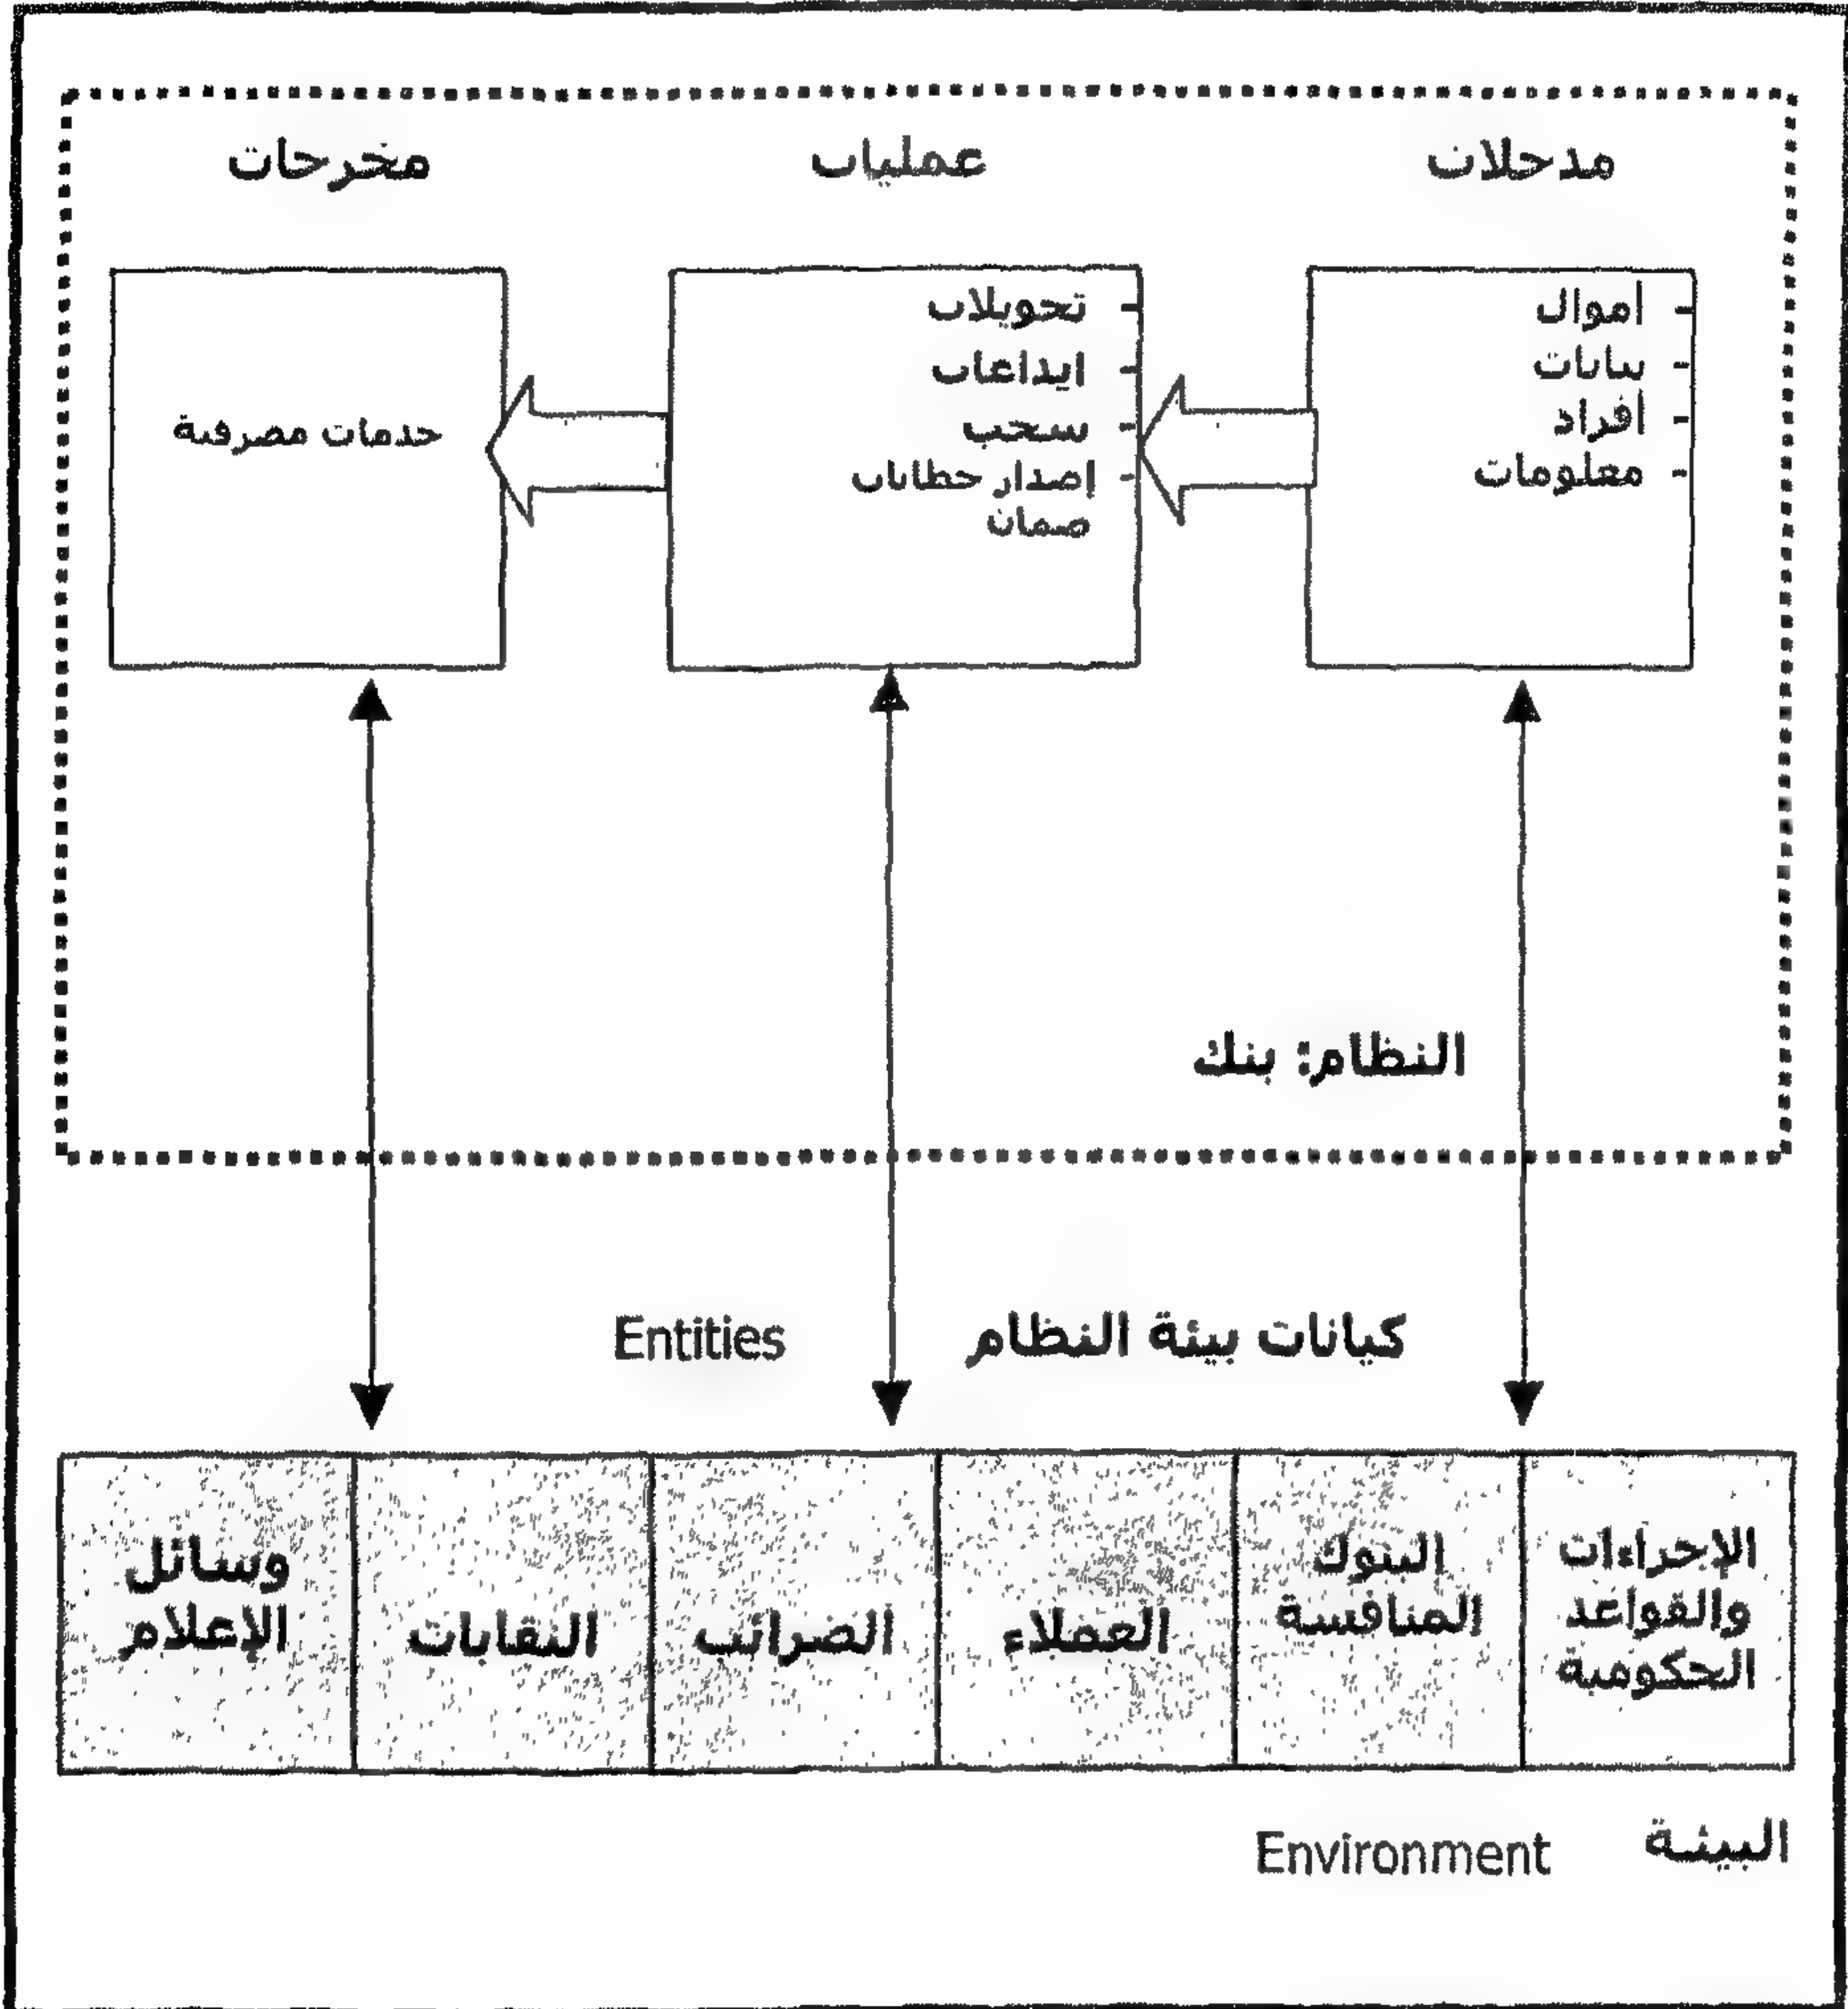 مدخلات
عمليات
مخرجات
- أموال
- بيانات
- أفراد
- معلومات
- تحويلات
- ايداعات
- سحب
- إصدار خطابات
ضمان
خدمات مصرفية
النظام: بنك
كيانات بيئة النظام Entities
الإجراءات
والقواعد
الحكومية
البنوك
المنافسة
العملاء
الضرائب
النقابات
وسائل
الإعلام
البيئة Environment